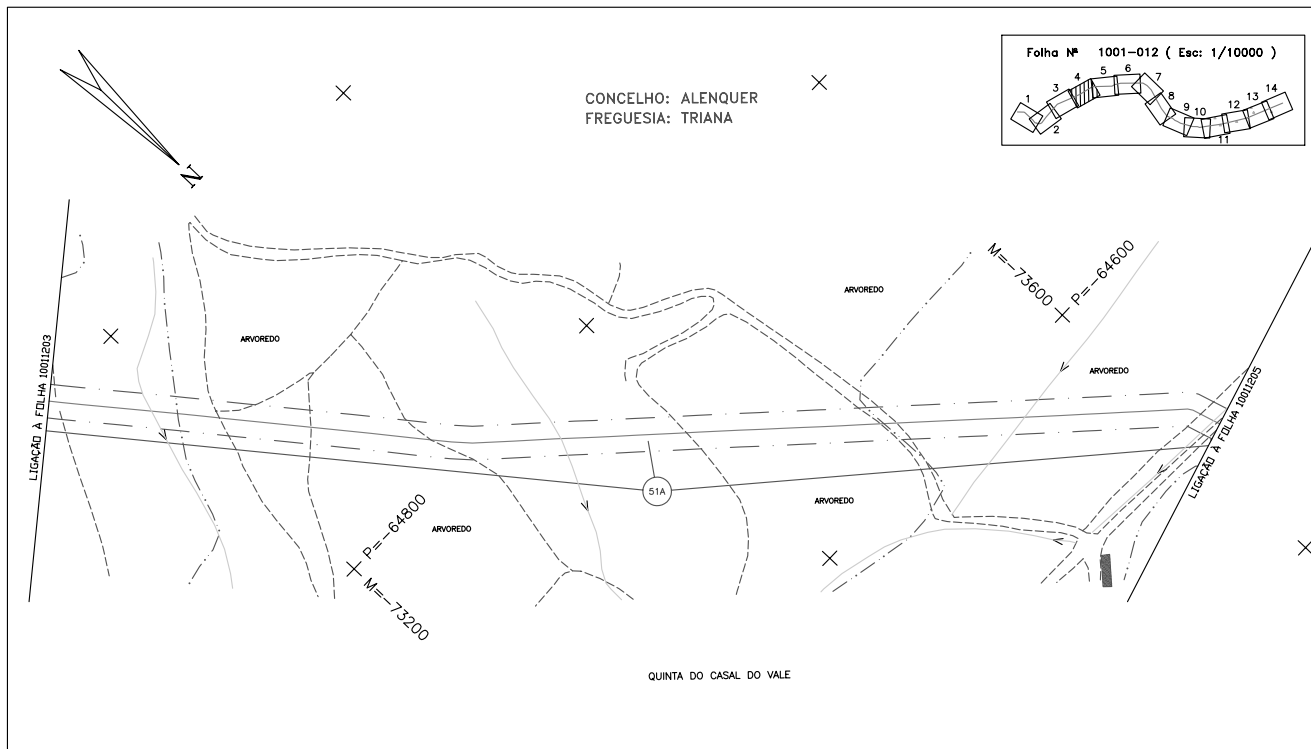 Folha Nº 1001-012 ( Esc: 1/10000 )
1
2
3
4
5
6
7
8
9
10
11
12
13
14
CONCELHO: ALENQUER
FREGUESIA: TRIANA
N
M=-73600
P=-64600
ARVOREDO
ARVOREDO
ARVOREDO
LIGAÇÃO À FOLHA 10011203
LIGAÇÃO À FOLHA 10011205
51A
ARVOREDO
ARVOREDO
P=-64800
M=-73200
QUINTA DO CASAL DO VALE